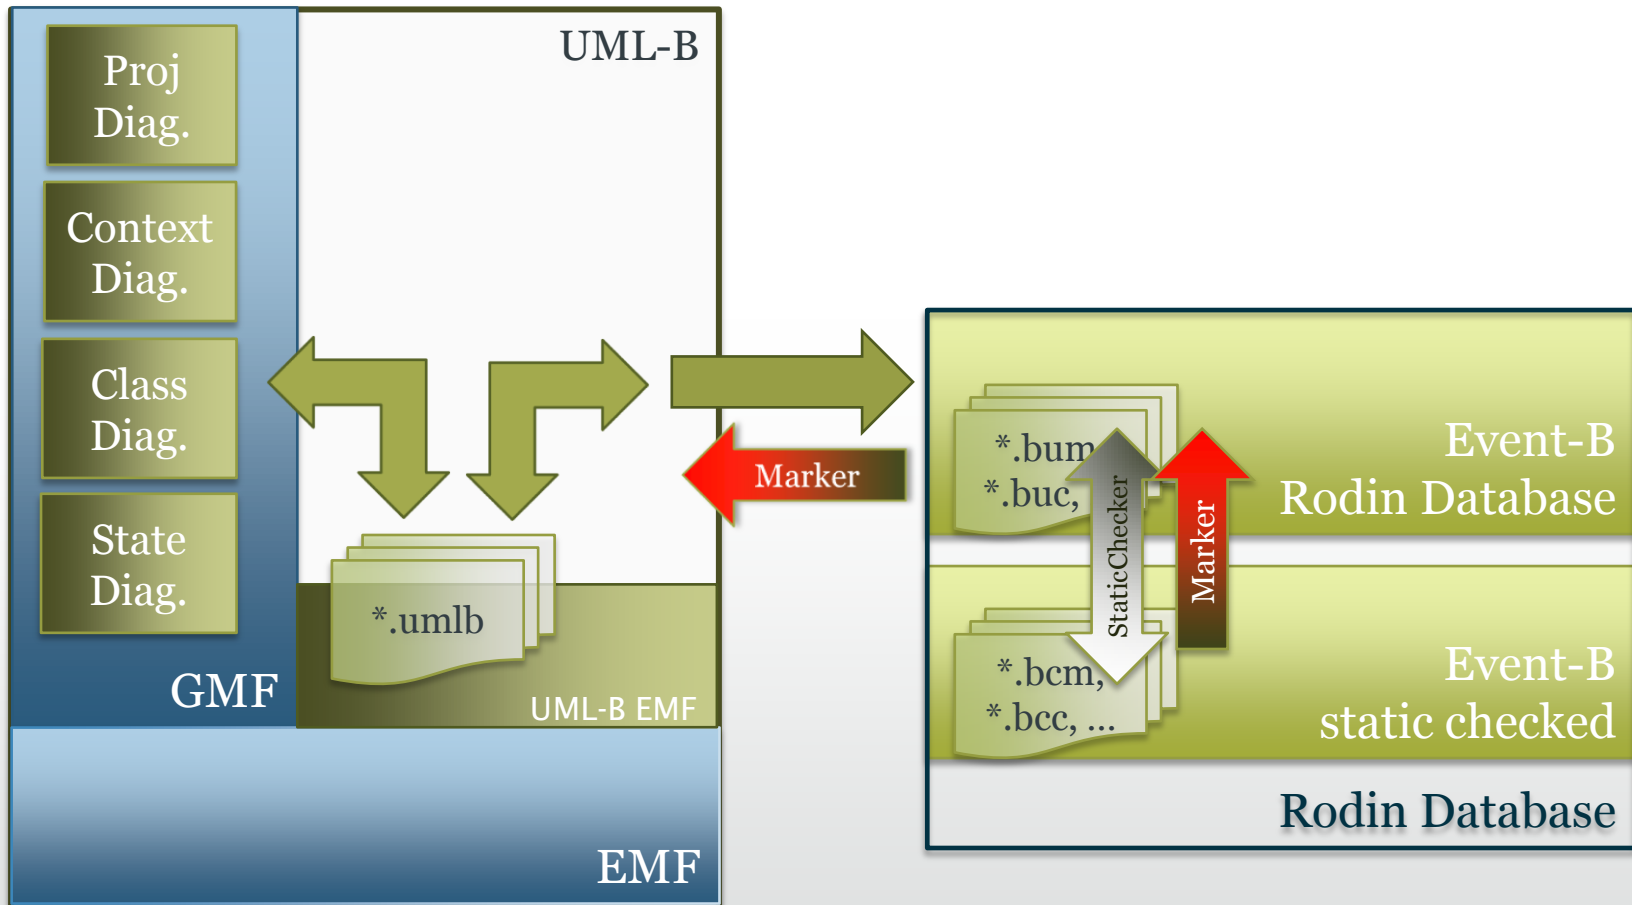 UML-B
Proj
Diag.
Context
Diag.
Class
Diag.
State
Diag.
GMF
*.umlb
UML-B EMF
EMF
Marker
*.bum,
*.buc,
StaticChecker
Marker
Event-B
Rodin Database
*.bcm,
*.bcc, ...
Event-B
static checked
Rodin Database